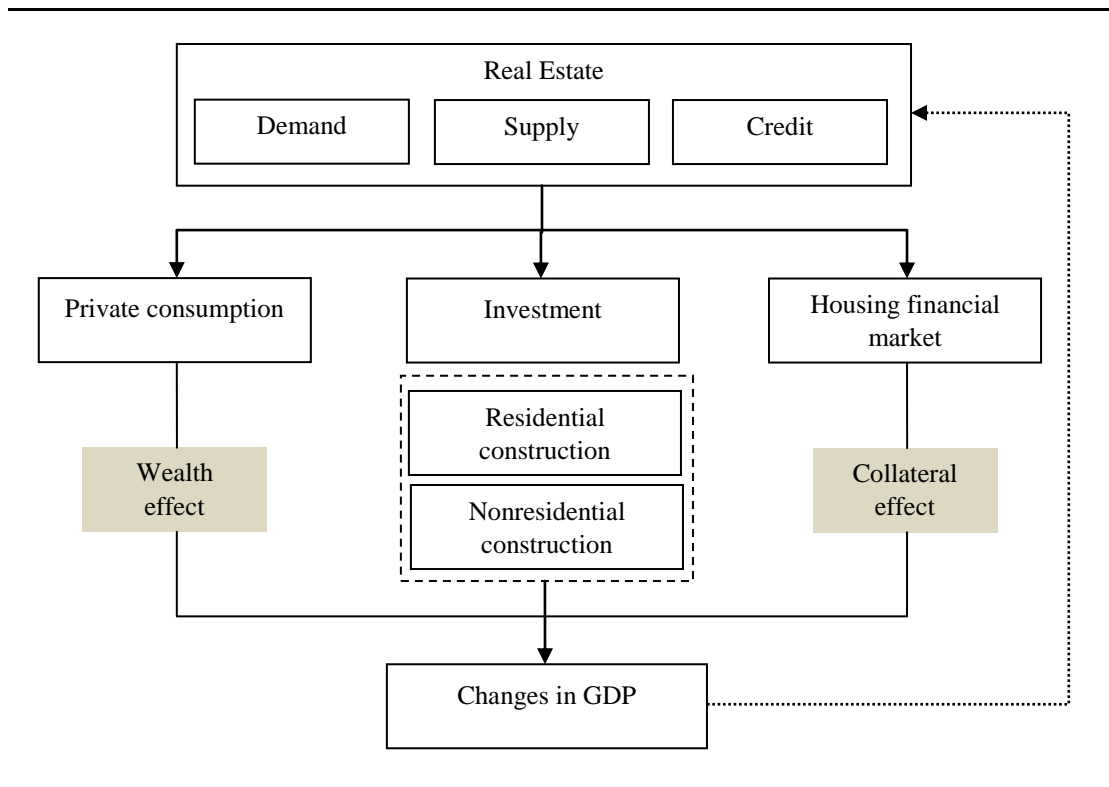 Real Estate
Demand
Supply
Credit
Private consumption
Investment
Housing financial
market
Residential
construction
Wealth
effect
Collateral
effect
Nonresidential
construction
Changes in GDP